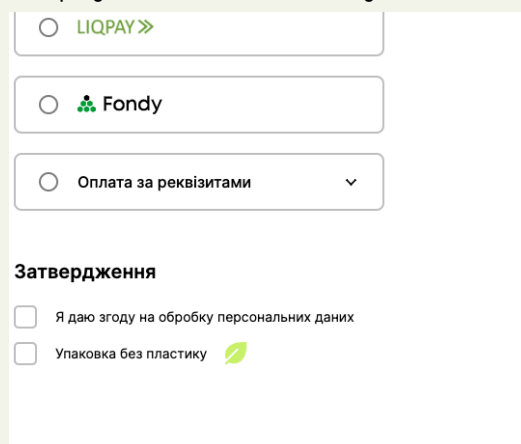 LIQPAY
Fondy
Оплата за реквізитами
Затвердження
Я даю згоду на обробку персональних даних
Упаковка без пластику